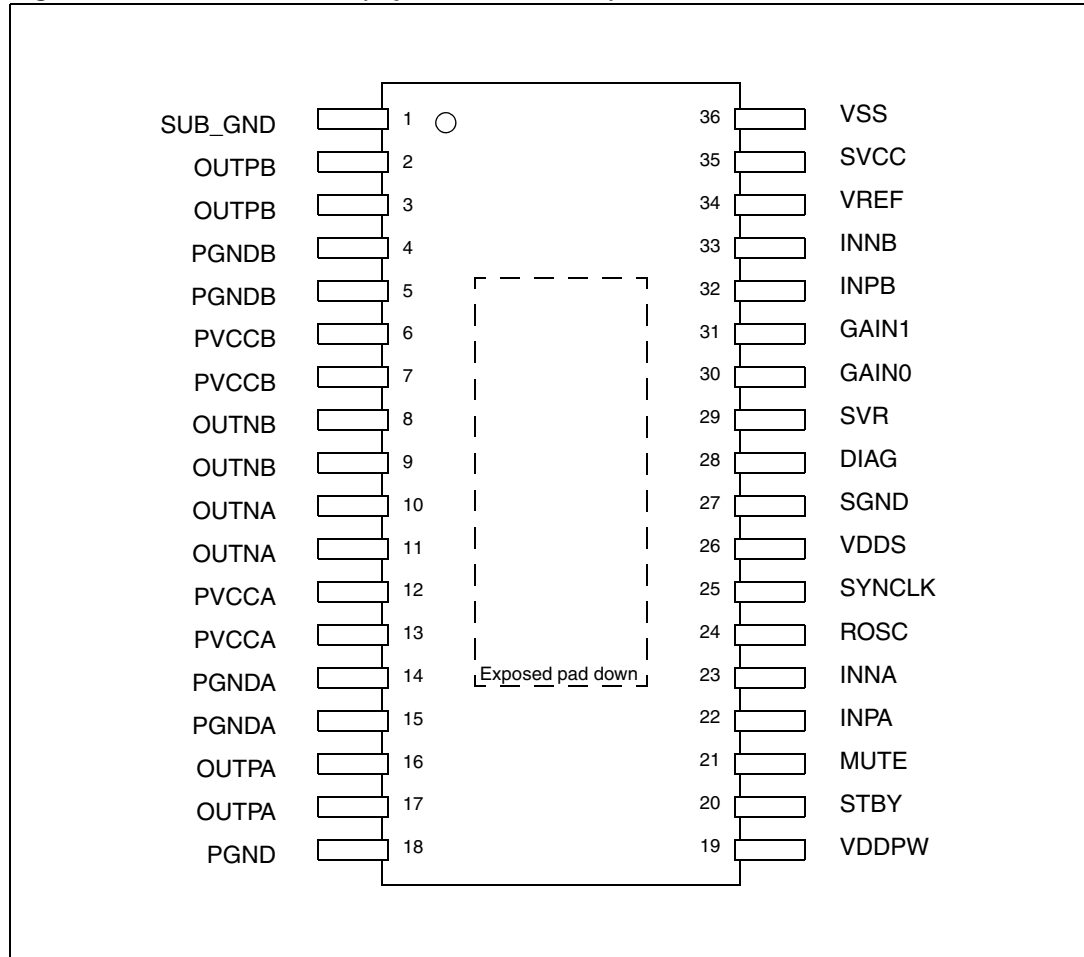 SUB_GND 1 36 VSS
OUTPB 2 35 SVCC
OUTPB 3 34 VREF
PGNDB 4 33 INNB
PGNDB 5 32 INPB
PVCCB 6 31 GAIN1
PVCCB 7 30 GAIN0
OUTNB 8 29 SVR
OUTNB 9 28 DIAG
OUTNA 10 27 SGND
OUTNA 11 26 VDDS
PVCCA 12 25 SYNCLK
PVCCA 13 24 ROSC
PGNDA 14 Exposed pad down 23 INNA
PGNDA 15 22 INPA
OUTPA 16 21 MUTE
OUTPA 17 20 STBY
PGND 18 19 VDDPW